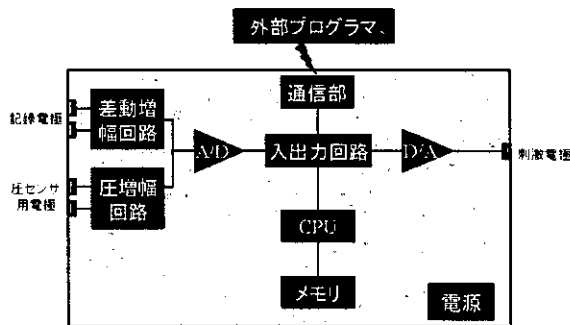 外部プログラマ、
通信部
記録電極
差動増
幅回路
A/D
入出力回路
D/A
刺激電極
圧センサ
用電極
圧増幅
回路
CPU
メモリ
電源